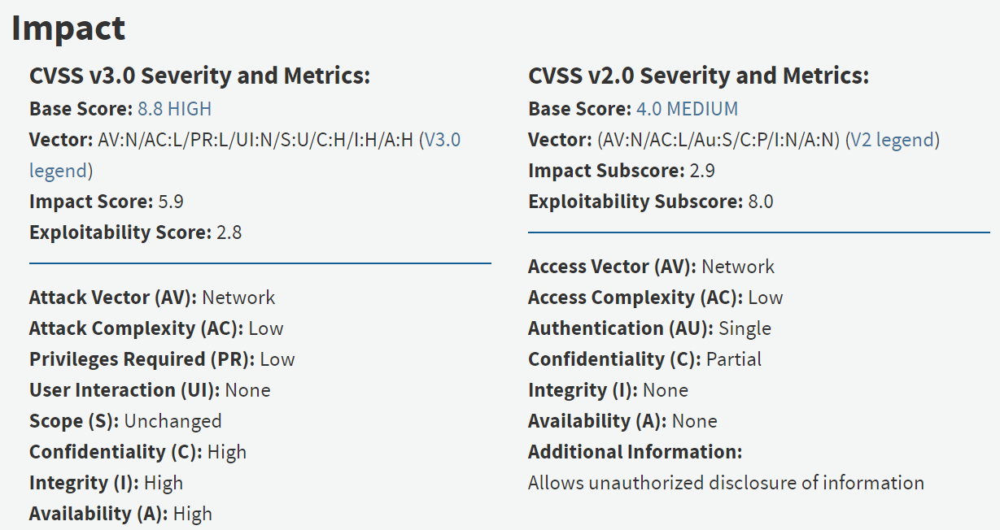 Impact
CVSS v3.0 Severity and Metrics:
Base Score: 8.8 HIGH
Vector: AV:N/AC:L/PR:L/UI:N/S:U/C:H/I:H/A:H (V3.0
legend)
Impact Score: 5.9
Exploitability Score: 2.8
Attack Vector (AV): Network
Attack Complexity (AC): Low
Privileges Required (PR): Low
User Interaction (UI): None
Scope (S): Unchanged
Confidentiality (C): High
Integrity (I): High
Availability (A): High
CVSS v2.0 Severity and Metrics:
Base Score: 4.0 MEDIUM
Vector: (AV:N/AC:L/Au:S/C:P/I:N/A:N) (V2 legend)
Impact Subscore: 2.9
Exploitability Subscore: 8.0
Access Vector (AV): Network
Access Complexity (AC): Low
Authentication (AU): Single
Confidentiality (C): Partial
Integrity (I): None
Availability (A): None
Additional Information:
Allows unauthorized disclosure of information